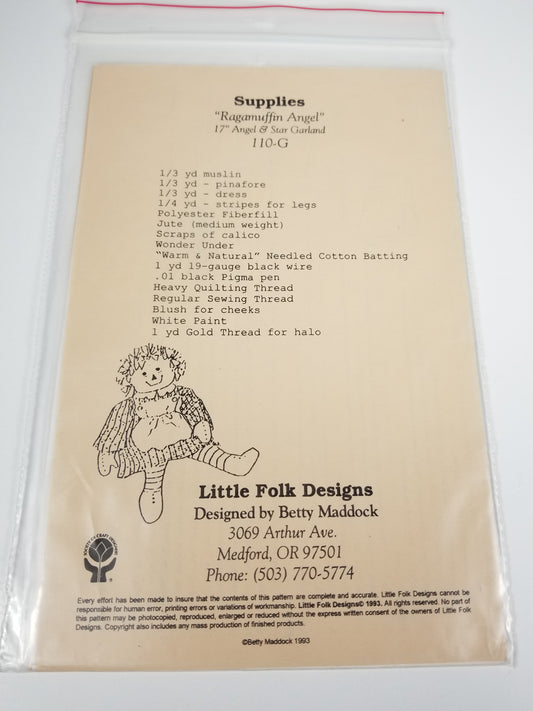 Supplies
"Ragamuffin Angel"
17" Angel & Star Garland
110-G
1/3 yd muslin
1/3 yd - pinafore
1/3 yd - dress
1/4 yd - stripes for legs
Polyester Fiberfill
Jute (medium weight)
Scraps of calico
Wonder Under
"Warm & Natural" Needled Cotton Batting
1 yd 19-gauge black wire
.01 black Pigma pen
Heavy Quilting Thread
Regular Sewing Thread
Blush for cheeks
White Paint
1 yd Gold Thread for halo
Little Folk Designs
Designed by Betty Maddock
3069 Arthur Ave.
Medford, OR 97501
Phone: (503) 770-5774
Every effort has been made to insure that the contents of this pattern are complete and accurate. Little Folk Designs cannot be
responsible for human error, printing errors or variations of workmanship. Little Folk Designs© 1993. All rights reserved. No part of
this pattern may be photocopied, reproduced, enlarged or reduced without the express written consent of the owners of Little Folk
Designs. Copyright also includes any mass production of finished products.
©Betty Maddock 1993